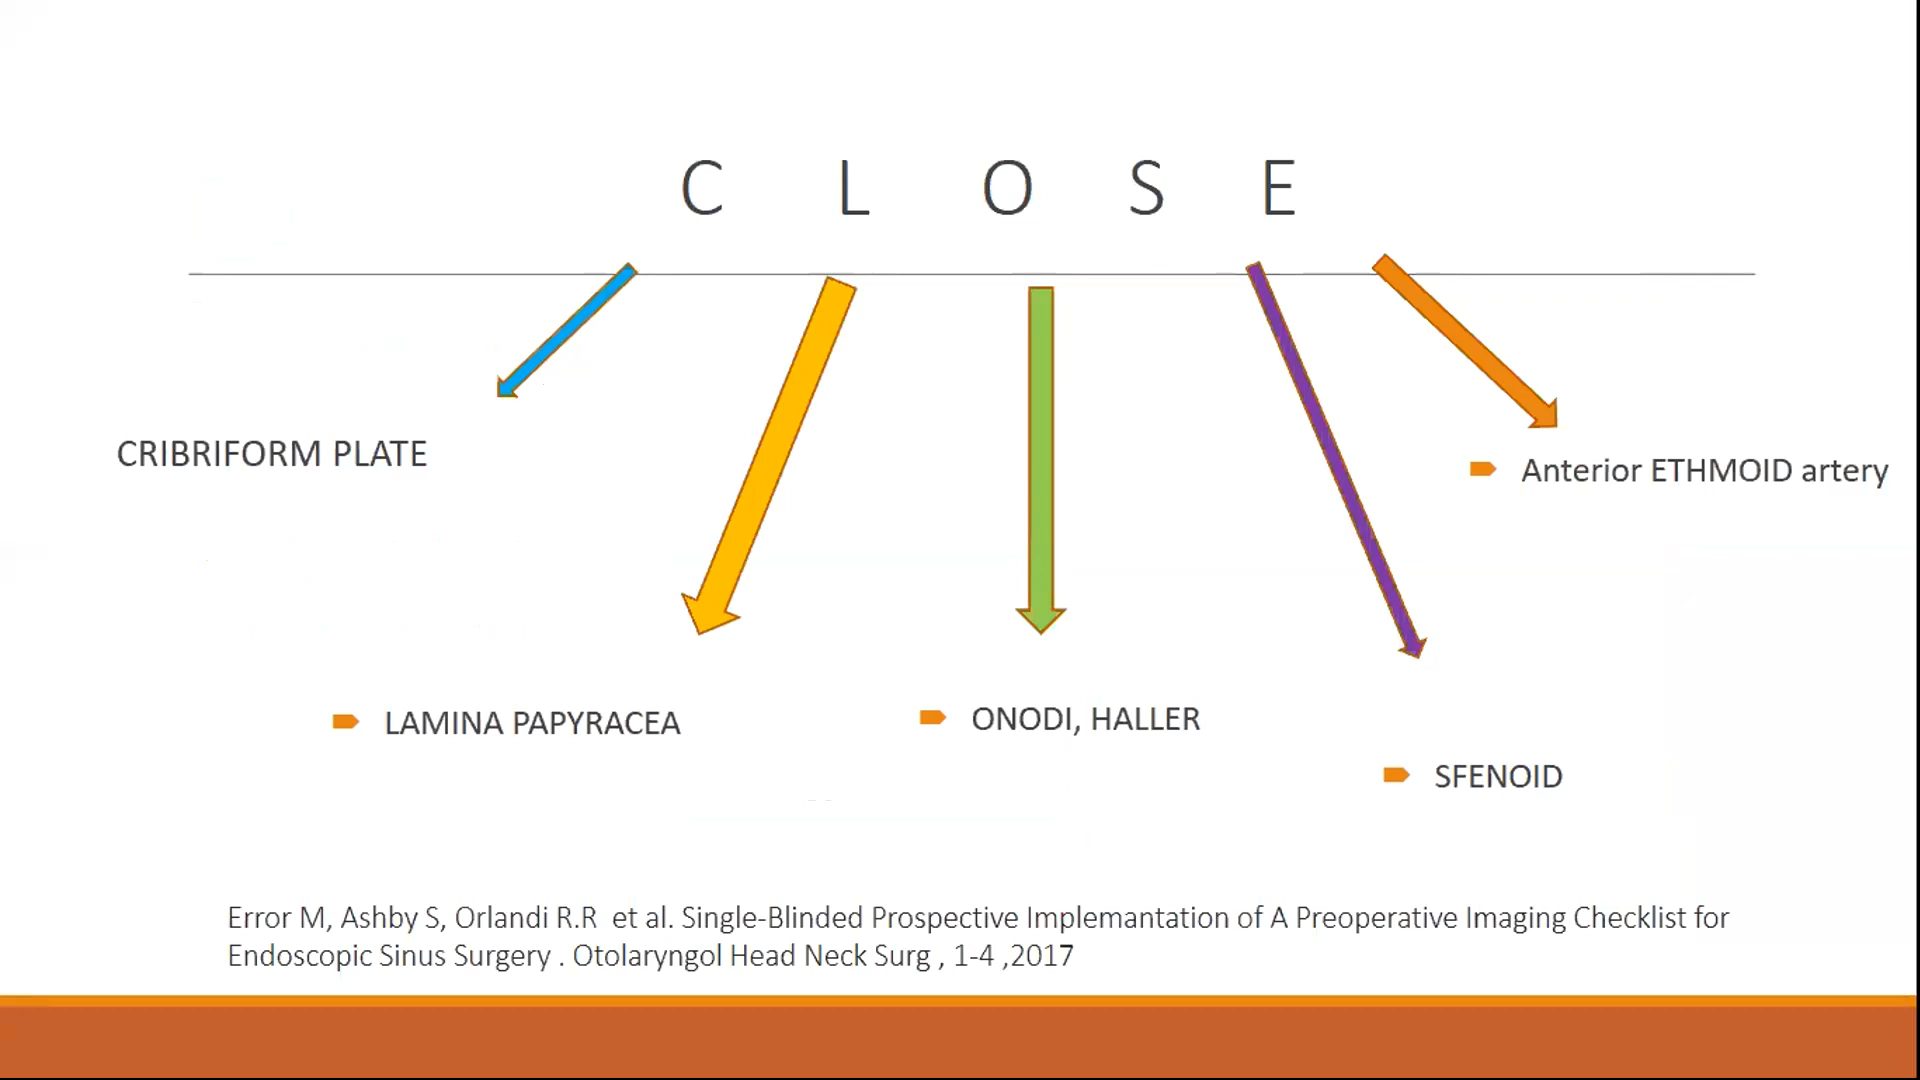 C L O S E
CRIBRIFORM PLATE
Anterior ETHMOID artery
LAMINA PAPYRACEA
ONODI, HALLER
SFENOID
Error M, Ashby S, Orlandi R.R et al. Single-Blinded Prospective Implemantation of A Preoperative Imaging Checklist for
Endoscopic Sinus Surgery . Otolaryngol Head Neck Surg , 1-4 ,2017